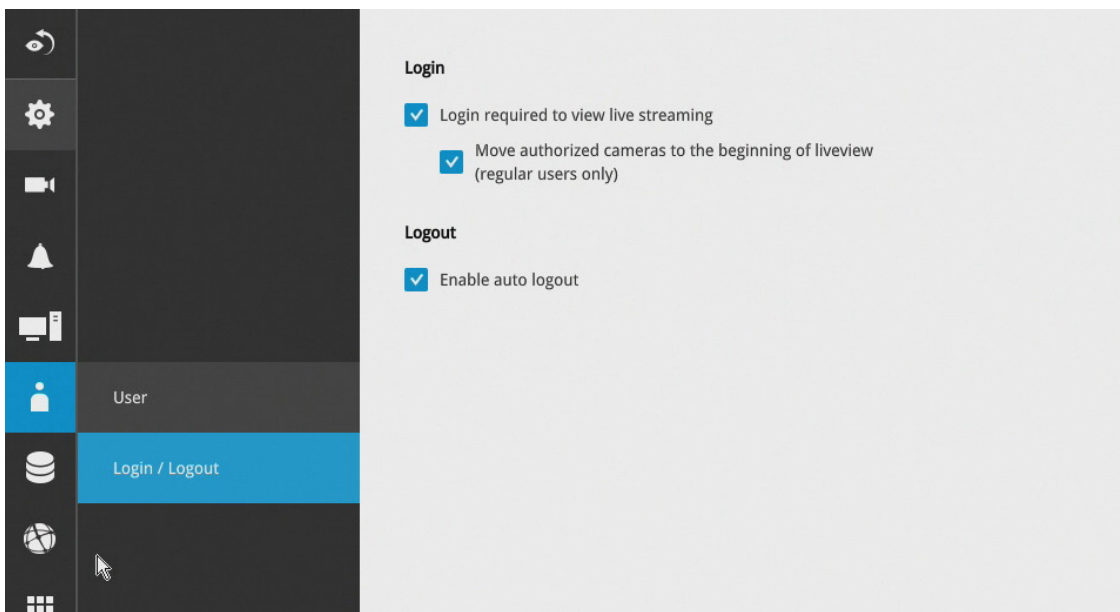 Login
Login required to view live streaming
Move authorized cameras to the beginning of liveview
(regular users only)
Logout
Enable auto logout
User
Login / Logout